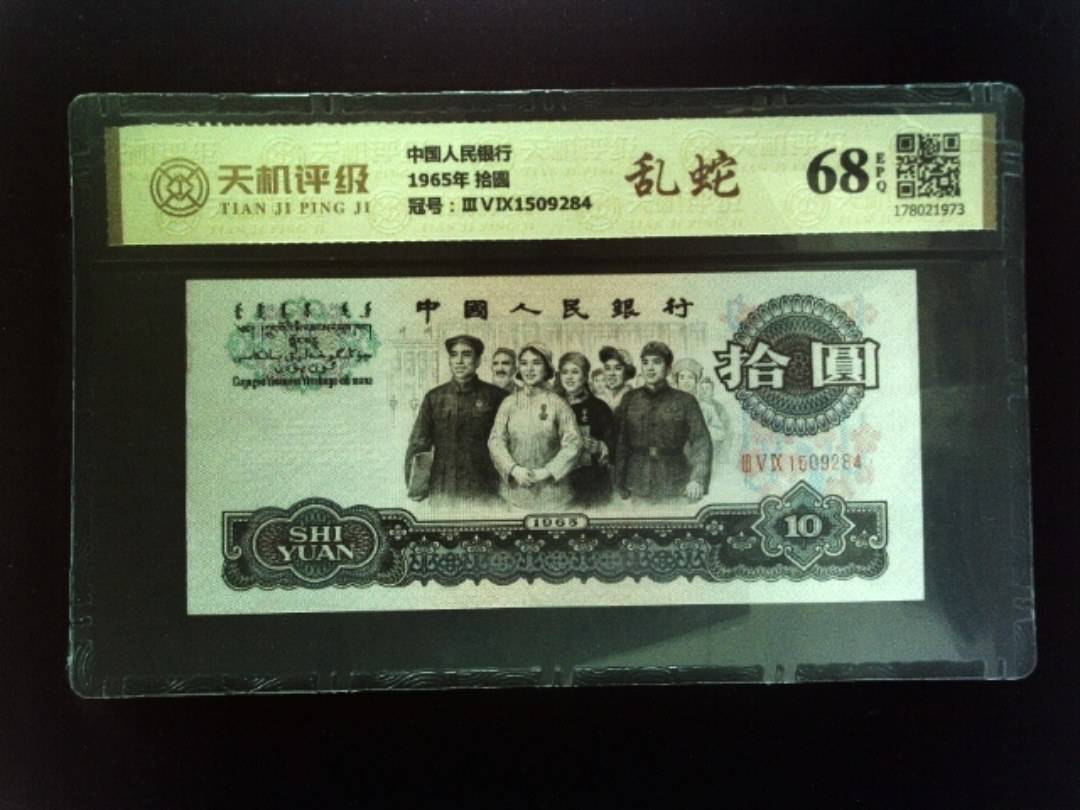 天机评级
TIAN JI PING JI
中国人民银行
1965年 拾圆
冠号：ⅢⅤⅨ1509284
乱蛇
68
EPQ
178021973
中國人民銀行
拾圓
ⅢⅤⅨ1509284
1965
SHI
YUAN
10